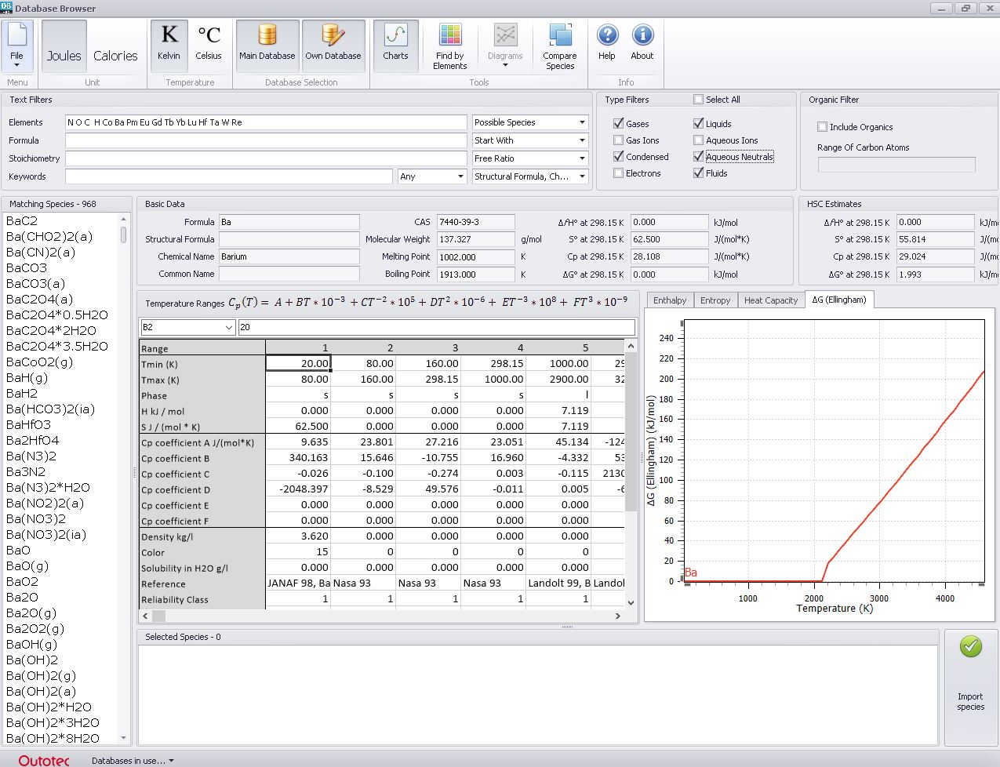 DB
Database Browser
File
Joules
Calories
K
Kelvin
°C
Celsius
Main Database
Own Database
Charts
Find by Elements
Diagrams
Compare Species
Help
About
Menu
Unit
Temperature
Database Selection
Tools
Info
Text Filters
Elements N O C H Co Ba Pm Eu Gd Tb Yb Lu Hf Ta W Re Possible Species
Formula Start With
Stoichiometry Free Ratio
Keywords Any Structural Formula, Ch...
Type Filters Select All
Gases Liquids
Gas Ions Aqueous Ions
Condensed Aqueous Neutrals
Electrons Fluids
Organic Filter
Include Organics
Range Of Carbon Atoms
Matching Species - 968
BaC2
Ba(CHO2)2(a)
Ba(CN)2(a)
BaCO3
BaCO3(a)
BaC2O4(a)
BaC2O4*0.5H2O
BaC2O4*2H2O
BaC2O4*3.5H2O
BaCoO2(g)
BaH(g)
BaH2
Ba(HCO3)2(ia)
BaHfO3
Ba2HfO4
Ba(N3)2
Ba3N2
Ba(N3)2*H2O
Ba(NO2)2(a)
Ba(NO3)2
Ba(NO3)2(ia)
BaO
BaO(g)
BaO2
Ba2O
Ba2O(g)
Ba2O2(g)
BaOH(g)
Ba(OH)2
Ba(OH)2(g)
Ba(OH)2(a)
Ba(OH)2*H2O
Ba(OH)2*3H2O
Ba(OH)2*8H2O
Basic Data
Formula Ba CAS 7440-39-3 ΔfH° at 298.15 K 0.000 kJ/mol
Structural Formula Molecular Weight 137.327 g/mol S° at 298.15 K 62.500 J/(mol*K)
Chemical Name Barium Melting Point 1002.000 K Cp at 298.15 K 28.108 J/(mol*K)
Common Name Boiling Point 1913.000 K ΔG° at 298.15 K 0.000 kJ/mol
HSC Estimates
ΔfH° at 298.15 K 0.000 kJ/m
S° at 298.15 K 55.814 J/(m
Cp at 298.15 K 29.024 J/(m
ΔG° at 298.15 K 1.993 kJ/m
Temperature Ranges Cp(T) = A + BT * 10⁻³ + CT⁻² * 10⁵ + DT² * 10⁻⁶ + ET⁻³ * 10⁸ + FT³ * 10⁻⁹
B2 20
Range 1 2 3 4 5
Tmin (K) 20.00 80.00 160.00 298.15 1000.00 29
Tmax (K) 80.00 160.00 298.15 1000.00 2900.00 32
Phase s s s s l
H kJ / mol 0.000 0.000 0.000 0.000 7.119
S J / (mol * K) 62.500 0.000 0.000 0.000 7.119
Cp coefficient A J/(mol*K) 9.635 23.801 27.216 23.051 45.134 -124
Cp coefficient B 340.163 15.646 -10.755 16.960 -4.332 53
Cp coefficient C -0.026 -0.100 -0.274 0.003 -0.115 2130
Cp coefficient D -2048.397 -8.529 49.576 -0.011 0.005 -6
Cp coefficient E 0.000 0.000 0.000 0.000 0.000
Cp coefficient F 0.000 0.000 0.000 0.000 0.000
Density kg/l 3.620 0.000 0.000 0.000 0.000
Color 15 0 0 0 0
Solubility in H2O g/l 0.000 0.000 0.000 0.000 0.000
Reference JANAF 98, Ba Nasa 93 Nasa 93 Nasa 93 Landolt 99, B Landol
Reliability Class 1 1 1 1 1
Enthalpy Entropy Heat Capacity ΔG (Ellingham)
ΔG (Ellingham) (kJ/mol)
240
220
200
180
160
140
120
100
80
60
40
20
0
Ba
1000 2000 3000 4000
Temperature (K)
Selected Species - 0
Import species
Outotec
Databases in use...